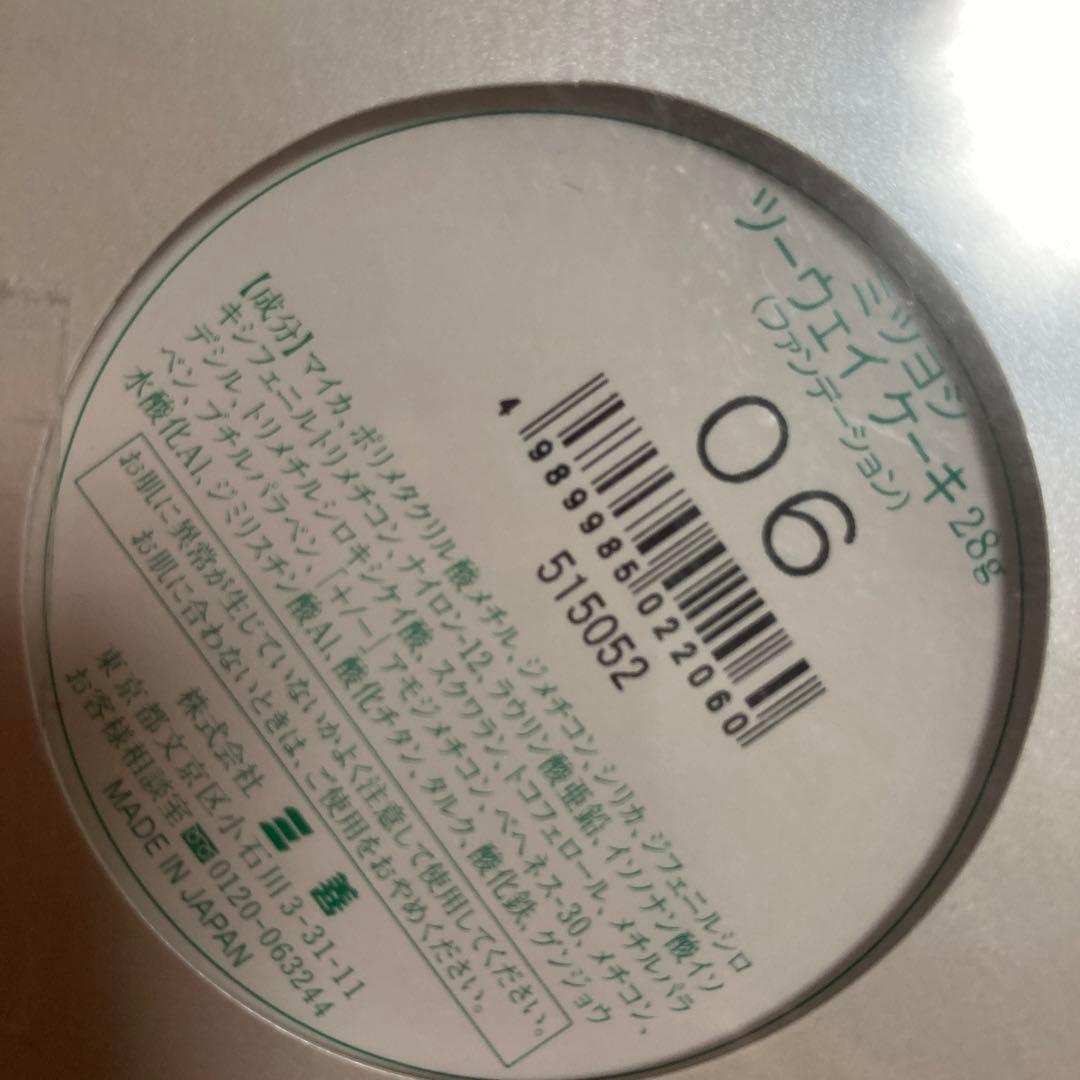 ミツヨシ
ツーウェイ ケーキ 28g
(ファンデーション)
06
4 989985 022060
515052
【成分】マイカ、ポリメタクリル酸メチル、ジメチコン、シリカ、ジフェニルシロ
キシフェニルトリメチコン、ナイロン-12、ラウリン酸亜鉛、イソノナン酸イソ
デシル、トリメチルシロキシケイ酸、スクワラン、トコフェロール、メチルパラ
ベン、ブチルパラベン、[+/-]アモジメチコン、ベヘネス-30、メチコン、
水酸化Al、ジミリスチン酸Al、酸化チタン、タルク、酸化鉄、グンジョウ
お肌に異常が生じていないかよく注意して使用してください。
お肌に合わないときは、ご使用をおやめください。
株式会社 三善
東京都文京区小石川3-31-11
お客様相談室 0120-063244
MADE IN JAPAN